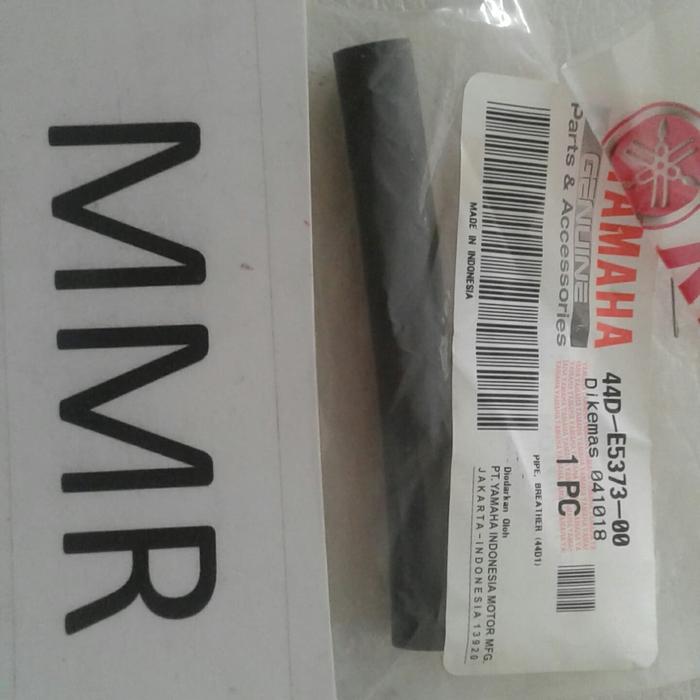 MMR
YAMAHA
GENUINE
Parts & Accessories
44D-E5373-00
Dikemas 041018
1 PC
MADE IN INDONESIA
PIPE, BREATHER (44D1)
Diedarkan Oleh
PT.YAMAHA INDONESIA MOTOR MFG.
JAKARTA-INDONESIA 13920